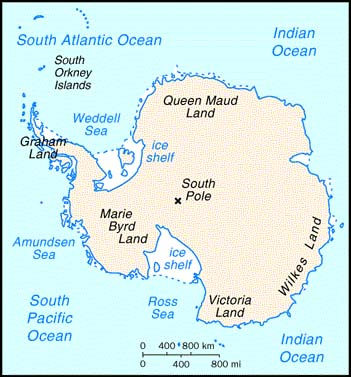 South Atlantic Ocean
Indian
Ocean
South
Orkney
Islands
Weddell
Sea
Queen Maud
Land
Graham
Land
ice
shelf
South
Pole
Marie
Byrd
Land
Amundsen
Sea
ice
shelf
Wilkes Land
South
Pacific
Ocean
Ross
Sea
Victoria
Land
Indian
Ocean
0 400 800 km
0 400 800 mi